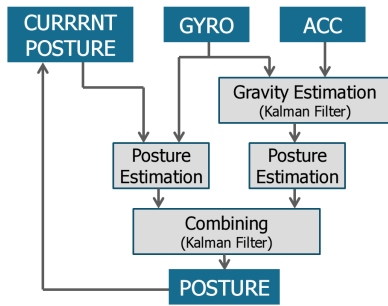 CURRRNT
POSTURE
GYRO
ACC
Gravity Estimation
(Kalman Filter)
Posture
Estimation
Posture
Estimation
Combining
(Kalman Filter)
POSTURE